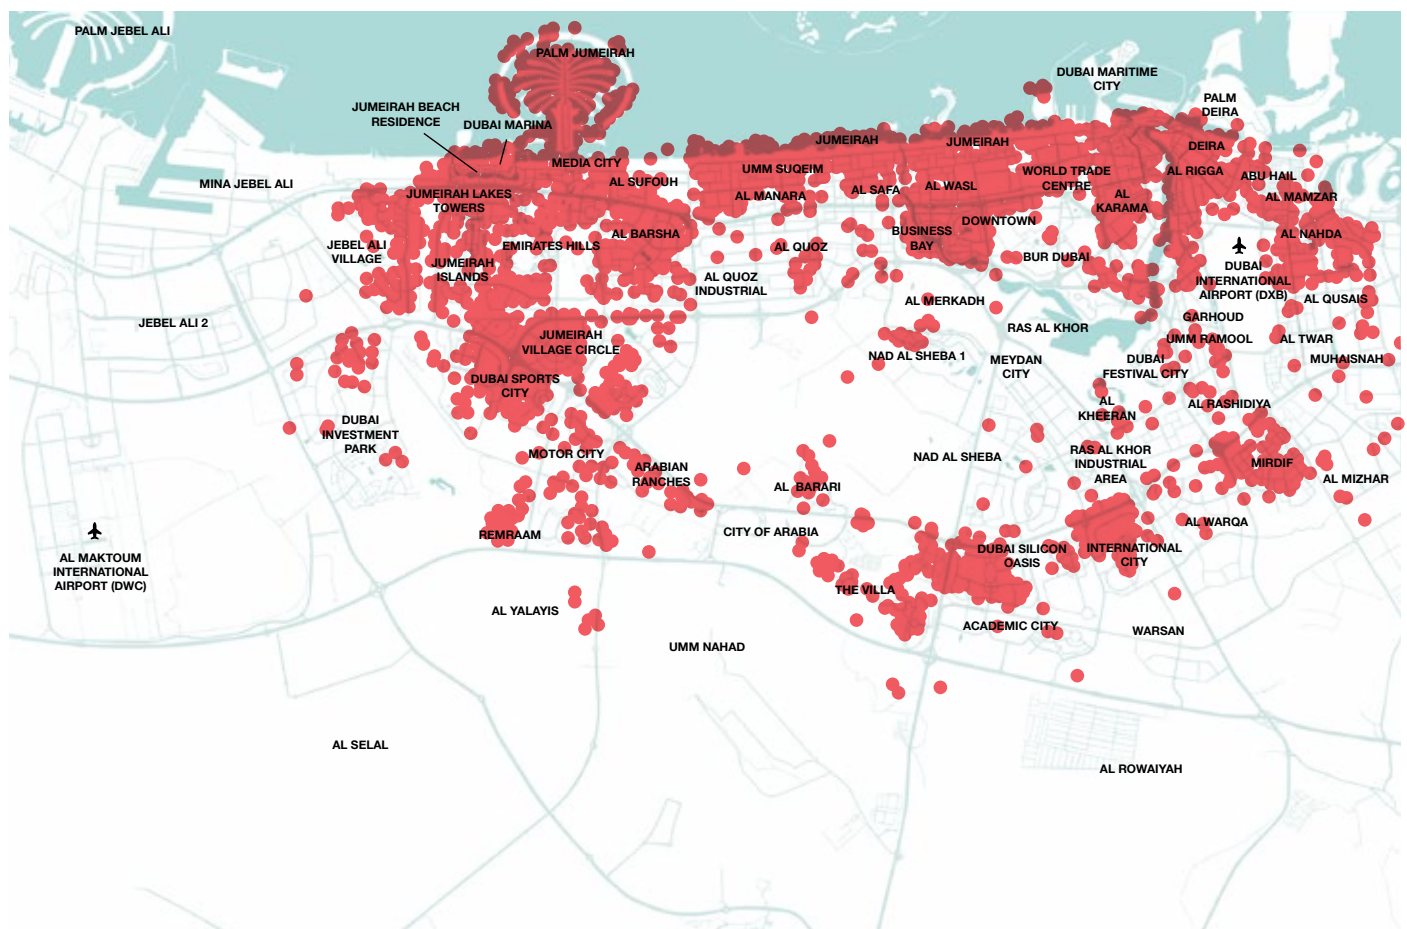 PALM JEBEL ALI
PALM JUMEIRAH
DUBAI MARITIME
CITY
PALM
DEIRA
JUMEIRAH BEACH
RESIDENCE
DUBAI MARINA
JUMEIRAH
JUMEIRAH
DEIRA
MEDIA CITY
UMM SUQEIM
WORLD TRADE
CENTRE
AL RIGGA
ABU HAIL
MINA JEBEL ALI
AL SUFOUH
AL SAFA
AL WASL
JUMEIRAH LAKES
TOWERS
AL MANARA
AL
KARAMA
AL MAMZAR
DOWNTOWN
BUSINESS
BAY
AL BARSHA
AL NAHDA
JEBEL ALI
VILLAGE
EMIRATES HILLS
AL QUOZ
BUR DUBAI
JUMEIRAH
ISLANDS
DUBAI
INTERNATIONAL
AIRPORT (DXB)
AL QUOZ
INDUSTRIAL
AL MERKADH
AL QUSAIS
JEBEL ALI 2
RAS AL KHOR
GARHOUD
JUMEIRAH
VILLAGE CIRCLE
UMM RAMOOL
AL TWAR
NAD AL SHEBA 1
MEYDAN
CITY
DUBAI
FESTIVAL CITY
MUHAISNAH
DUBAI SPORTS
CITY
AL
KHEERAN
AL RASHIDIYA
DUBAI
INVESTMENT
PARK
MOTOR CITY
NAD AL SHEBA
RAS AL KHOR
INDUSTRIAL
AREA
MIRDIF
ARABIAN
RANCHES
AL BARARI
AL MIZHAR
REMRAAM
CITY OF ARABIA
AL WARQA
AL MAKTOUM
INTERNATIONAL
AIRPORT (DWC)
DUBAI SILICON
OASIS
INTERNATIONAL
CITY
THE VILLA
AL YALAYIS
ACADEMIC CITY
WARSAN
UMM NAHAD
AL SELAL
AL ROWAIYAH